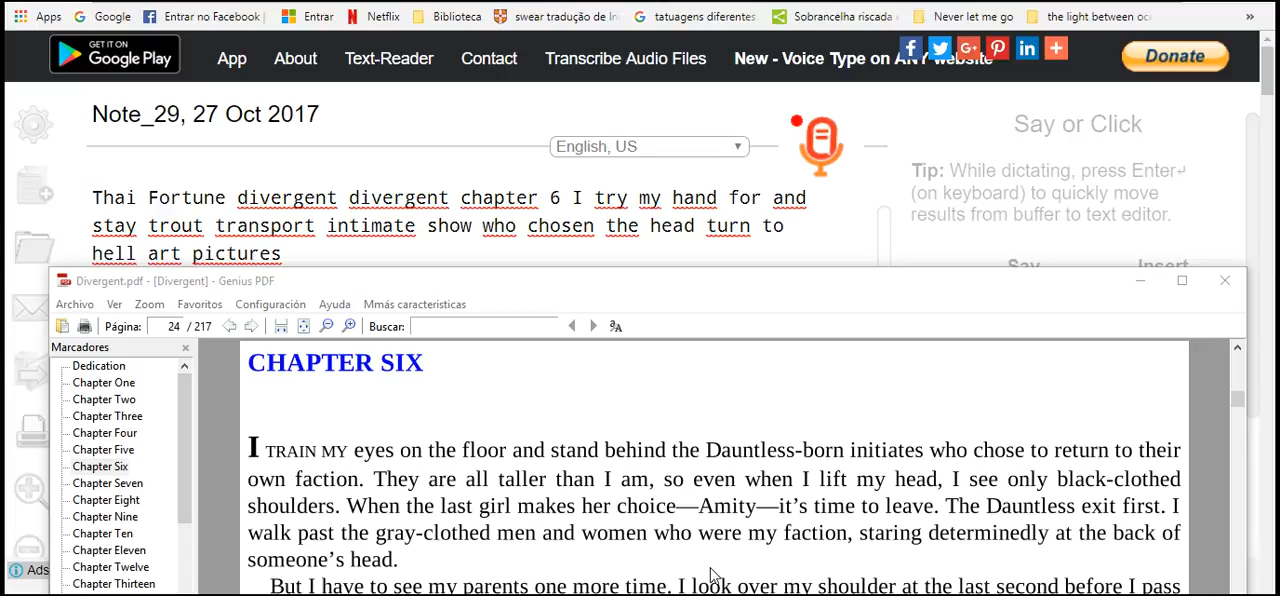 Apps Google Entrar no Facebook Entrar Netflix Biblioteca swear tradução de In tatuagens diferentes Sobrancelha riscada Never let me go the light between oc »
GET IT ON Google Play App About Text-Reader Contact Transcribe Audio Files New - Voice Type on ANY website Donate
Note_29, 27 Oct 2017
Say or Click
English, US
Tip: While dictating, press Enter↵
(on keyboard) to quickly move
results from buffer to text editor.
Thai Fortune divergent divergent chapter 6 I try my hand for and
stay trout transport intimate show who chosen the head turn to
hell art pictures
Say Insert
Divergent.pdf - [Divergent] - Genius PDF
Archivo Ver Zoom Favoritos Configuración Ayuda Mmás caracteristicas
Página: 24 / 217 Buscar:
Marcadores
Dedication
Chapter One
Chapter Two
Chapter Three
Chapter Four
Chapter Five
Chapter Six
Chapter Seven
Chapter Eight
Chapter Nine
Chapter Ten
Chapter Eleven
Chapter Twelve
Chapter Thirteen
Ads
CHAPTER SIX
I TRAIN MY eyes on the floor and stand behind the Dauntless-born initiates who chose to return to their
own faction. They are all taller than I am, so even when I lift my head, I see only black-clothed
shoulders. When the last girl makes her choice—Amity—it's time to leave. The Dauntless exit first. I
walk past the gray-clothed men and women who were my faction, staring determinedly at the back of
someone's head.
But I have to see my parents one more time. I look over my shoulder at the last second before I pass